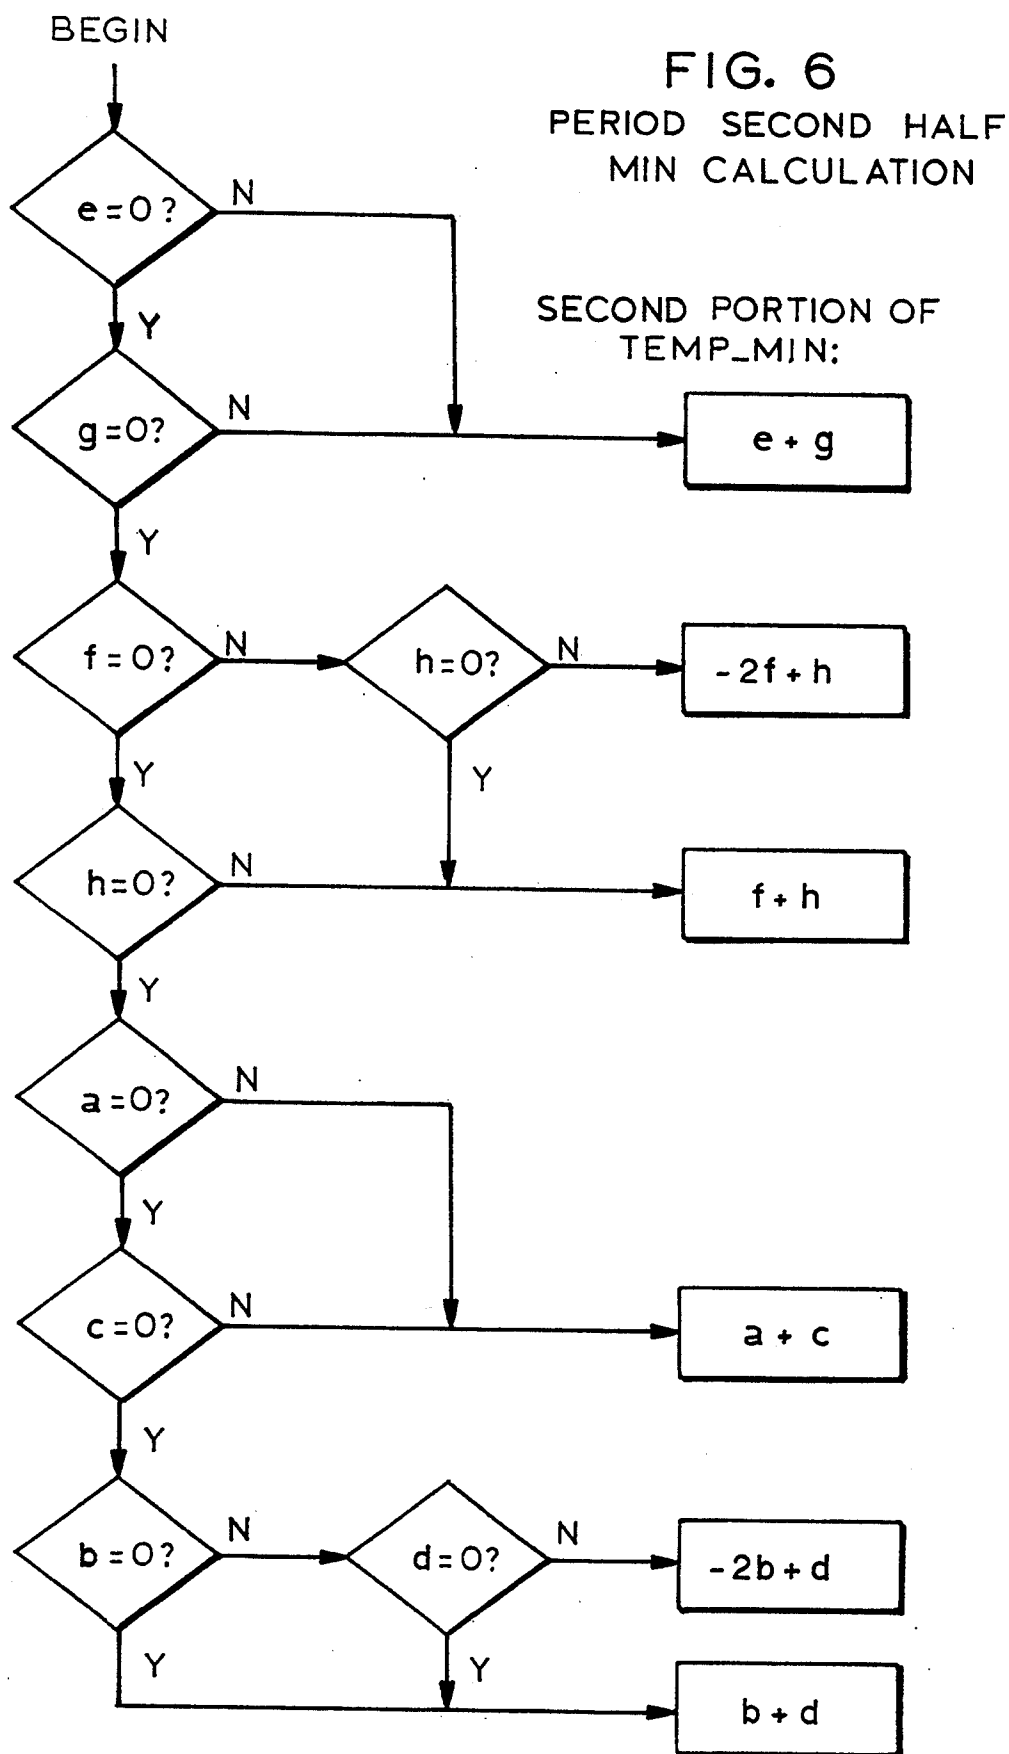 BEGIN
FIG. 6
PERIOD SECOND HALF
MIN CALCULATION
e=0?
N
Y
SECOND PORTION OF
TEMP_MIN:
g=0?
N
e + g
Y
f=0?
N
h=0?
N
-2f + h
Y
Y
h=0?
N
f + h
Y
a=0?
N
Y
c=0?
N
a + c
Y
b=0?
N
d=0?
N
-2b + d
Y
Y
b + d